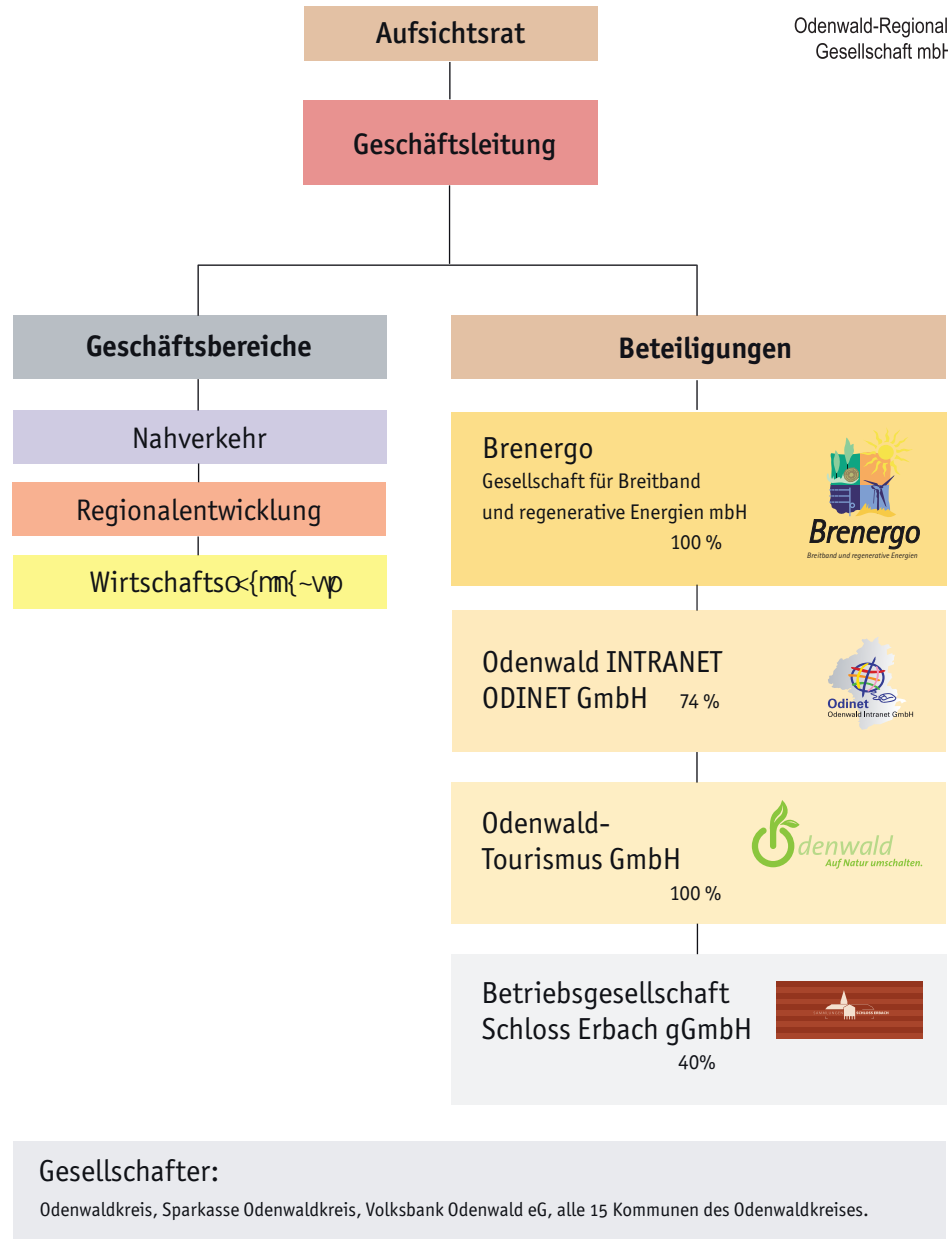 Aufsichtsrat
Odenwald-Regional
Gesellschaft mbH
Geschäftsleitung
Geschäftsbereiche
Nahverkehr
Regionalentwicklung
Beteiligungen
Brenergo
Gesellschaft für Breitband
und regenerative Energien mbH
100 %
Brenergo
Breitband und regenerative Energien
Odenwald INTRANET
ODINET GmbH 74 %
Odinet
Odenwald Intranet GmbH
Odenwald-
Tourismus GmbH
100 %
Odenwald
Auf Natur umschalten.
Betriebsgesellschaft
Schloss Erbach gGmbH
40%
SCHLOSS ERBACH
Gesellschafter:
Odenwaldkreis, Sparkasse Odenwaldkreis, Volksbank Odenwald eG, alle 15 Kommunen des Odenwaldkreises.